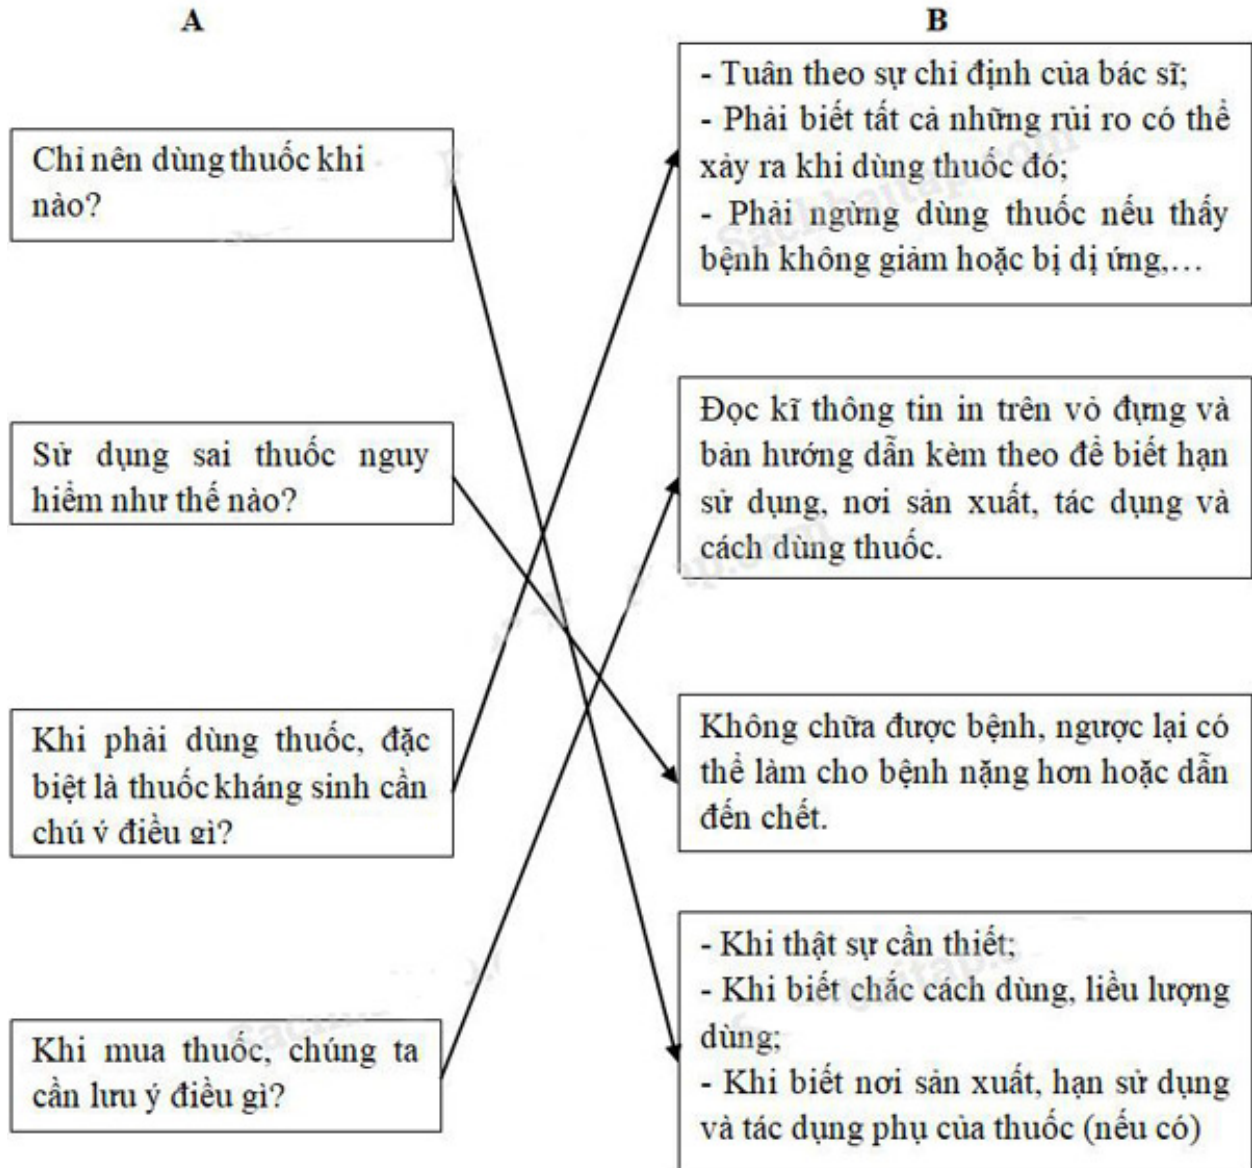 A
B
Chỉ nên dùng thuốc khi
nào?
Sử dụng sai thuốc nguy
hiểm như thế nào?
Khi phải dùng thuốc, đặc
biệt là thuốc kháng sinh cần
chú ý điều gì?
Khi mua thuốc, chúng ta
cần lưu ý điều gì?
- Tuân theo sự chỉ định của bác sĩ;
- Phải biết tất cả những rủi ro có thể
xảy ra khi dùng thuốc đó;
- Phải ngừng dùng thuốc nếu thấy
bệnh không giảm hoặc bị dị ứng,…
Đọc kĩ thông tin in trên vỏ đựng và
bản hướng dẫn kèm theo để biết hạn
sử dụng, nơi sản xuất, tác dụng và
cách dùng thuốc.
Không chữa được bệnh, ngược lại có
thể làm cho bệnh nặng hơn hoặc dẫn
đến chết.
- Khi thật sự cần thiết;
- Khi biết chắc cách dùng, liều lượng
dùng;
- Khi biết nơi sản xuất, hạn sử dụng
và tác dụng phụ của thuốc (nếu có)
Sachbaitap.com